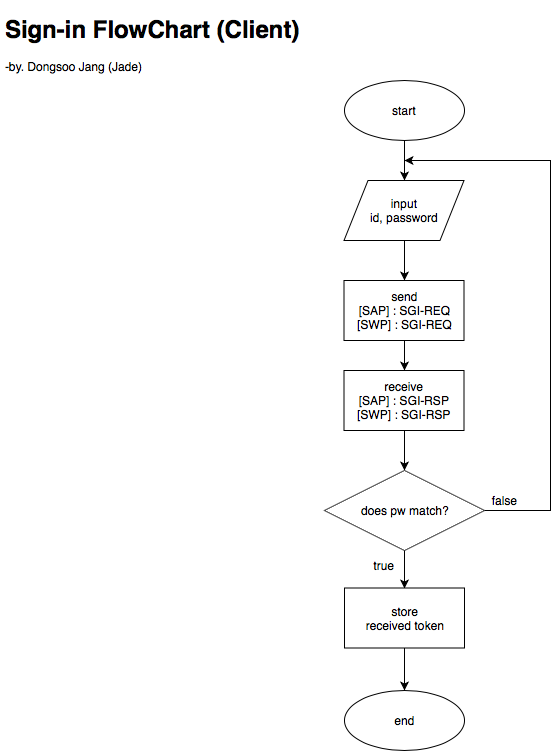 Sign-in FlowChart (Client)
-by. Dongsoo Jang (Jade)
start
input
id, password
send
[SAP] : SGI-REQ
[SWP] : SGI-REQ
receive
[SAP] : SGI-RSP
[SWP] : SGI-RSP
does pw match?
false
true
store
received token
end